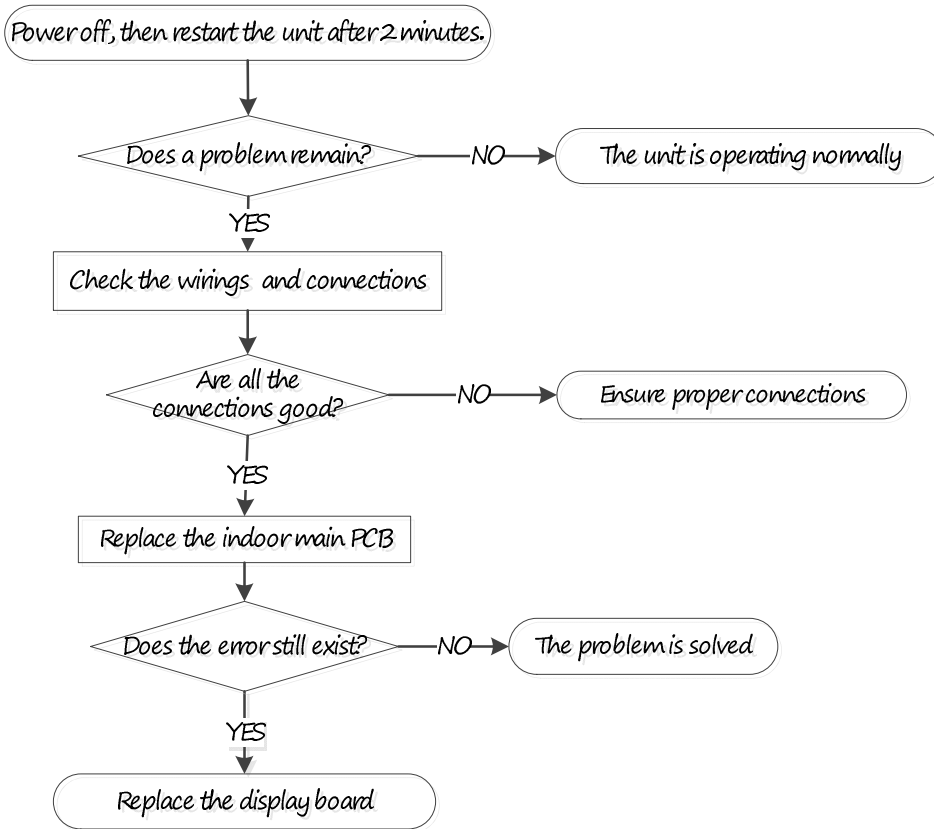 Power off, then restart the unit after 2 minutes.
Does a problem remain?
NO
The unit is operating normally
YES
Check the wirings and connections
Are all the
connections good?
NO
Ensure proper connections
YES
Replace the indoor main PCB
Does the error still exist?
NO
The problem is solved
YES
Replace the display board